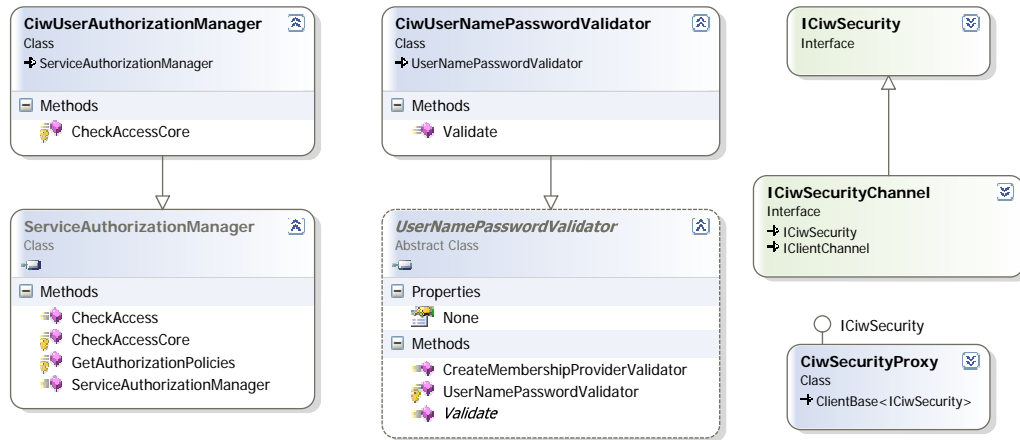 CiwUserAuthorizationManager
Class
ServiceAuthorizationManager
Methods
CheckAccessCore
ServiceAuthorizationManager
Class
Methods
CheckAccess
CheckAccessCore
GetAuthorizationPolicies
ServiceAuthorizationManager
CiwUserNamePasswordValidator
Class
UserNamePasswordValidator
Methods
Validate
UserNamePasswordValidator
Abstract Class
Properties
None
Methods
CreateMembershipProviderValidator
UserNamePasswordValidator
Validate
ICiwSecurity
Interface
ICiwSecurityChannel
Interface
ICiwSecurity
IClientChannel
ICiwSecurity
CiwSecurityProxy
Class
ClientBase<ICiwSecurity>